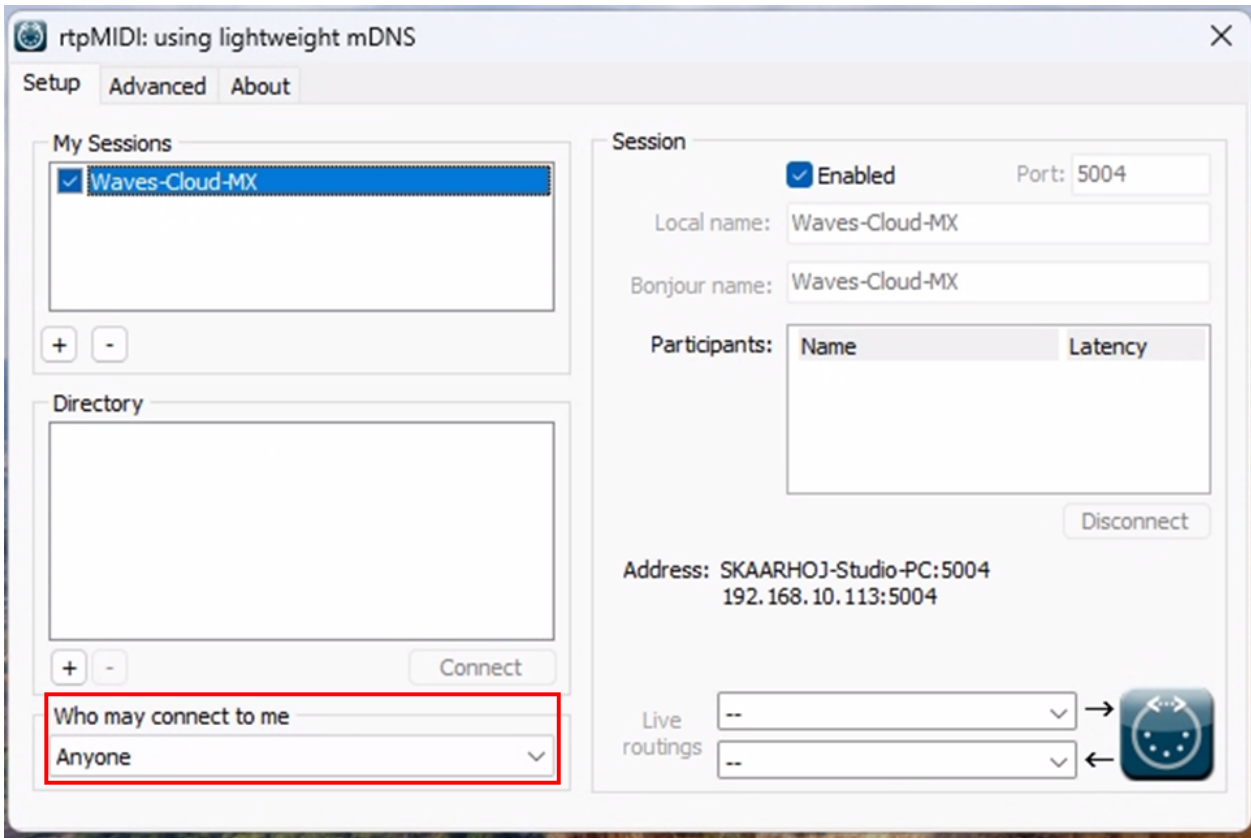 rtpMIDI: using lightweight mDNS
Setup Advanced About
My Sessions
Waves-Cloud-MX
+ -
Directory
+ - Connect
Who may connect to me
Anyone
Session
Enabled Port: 5004
Local name: Waves-Cloud-MX
Bonjour name: Waves-Cloud-MX
Participants: Name Latency
Disconnect
Address: SKAARHOJ-Studio-PC:5004
192.168.10.113:5004
Live
routings
--
--